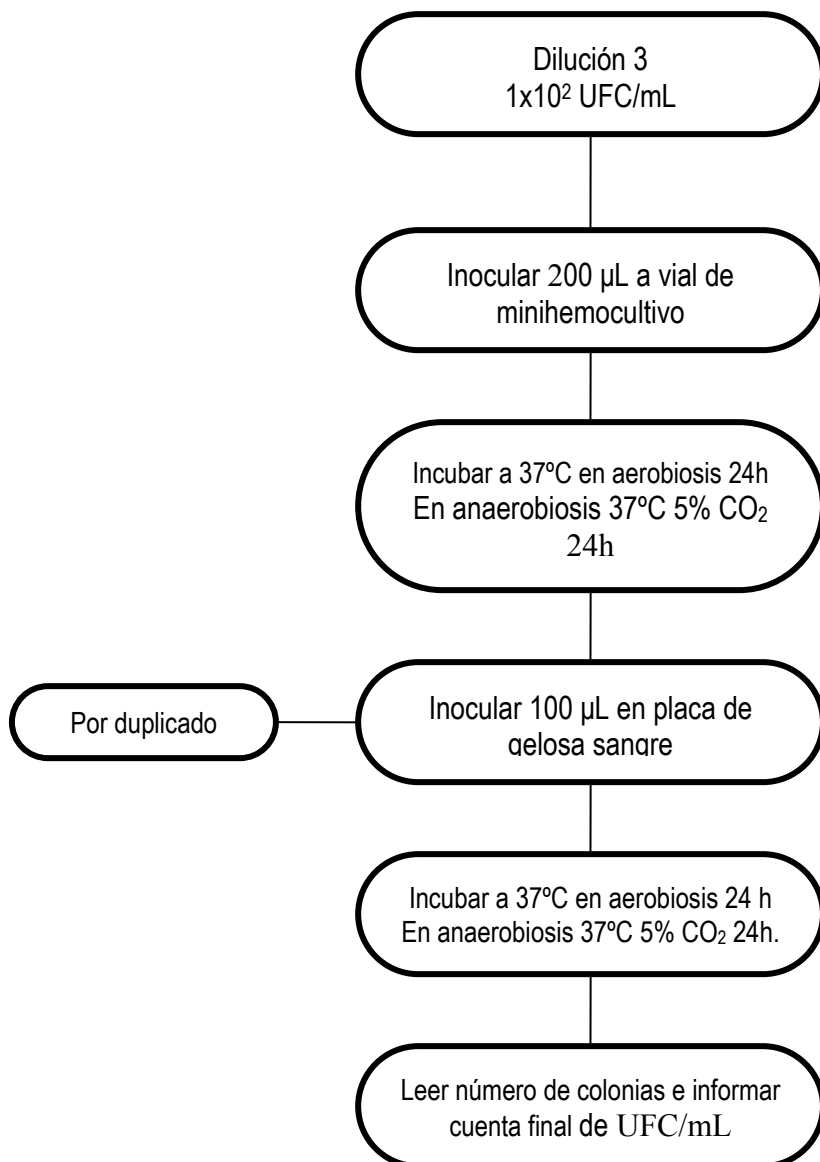 Dilución 3
1x10² UFC/mL
Inocular 200 µL a vial de
minihemocultivo
Incubar a 37ºC en aerobiosis 24h
En anaerobiosis 37ºC 5% CO₂
24h
Por duplicado
Inocular 100 µL en placa de
gelosa sangre
Incubar a 37ºC en aerobiosis 24 h
En anaerobiosis 37ºC 5% CO₂ 24h.
Leer número de colonias e informar
cuenta final de UFC/mL